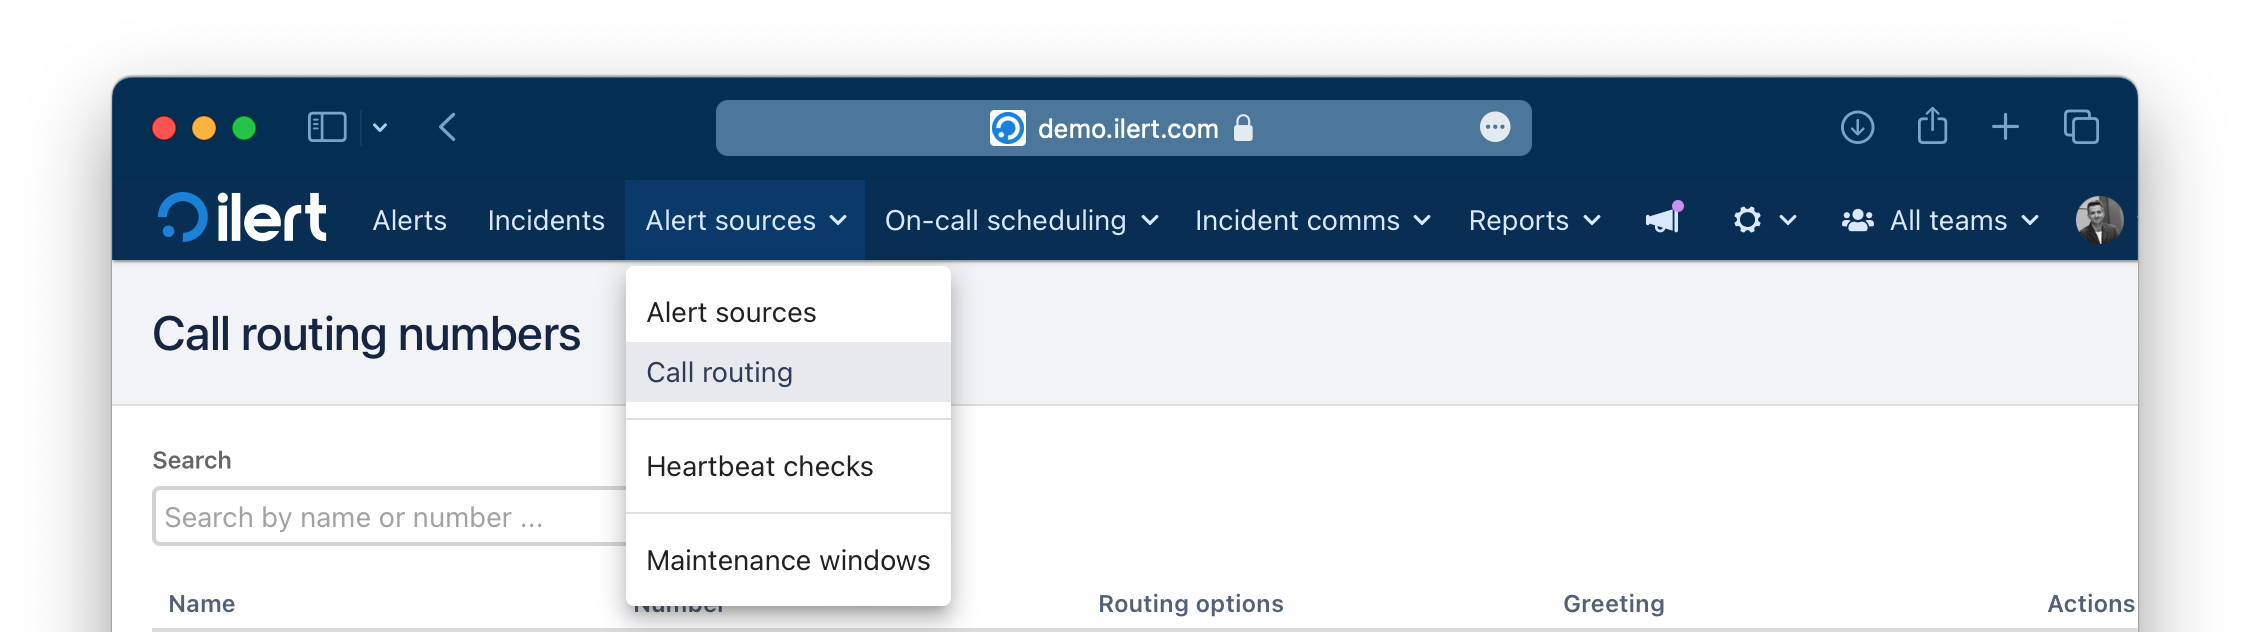 demo.ilert.com
ilert Alerts Incidents Alert sources On-call scheduling Incident comms Reports All teams
Call routing numbers
Alert sources
Call routing
Heartbeat checks
Maintenance windows
Search
Search by name or number ...
Name Number Routing options Greeting Actions